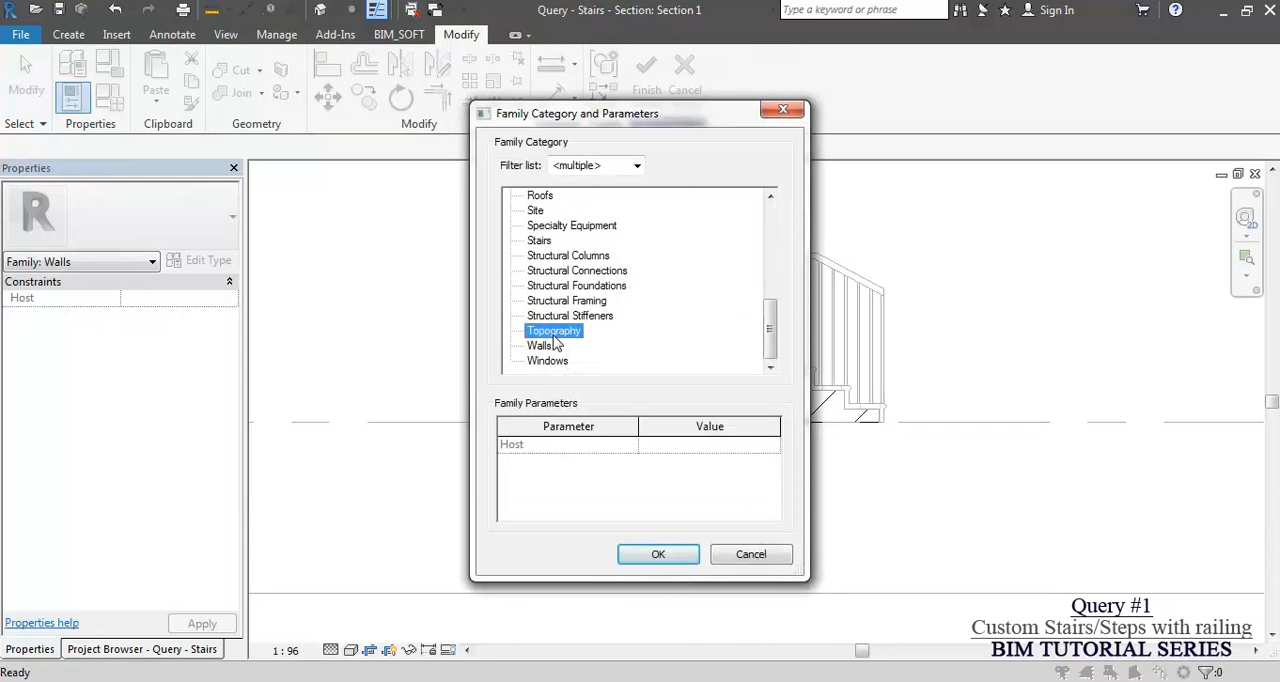 Query - Stairs - Section: Section 1
Type a keyword or phrase
Sign In
File
Create
Insert
Annotate
View
Manage
Add-Ins
BIM_SOFT
Modify
Modify
Paste
Cut
Join
Finish
Cancel
Select
Properties
Clipboard
Geometry
Modify
Properties
Family: Walls
Edit Type
Constraints
Host
Properties help
Apply
Properties
Project Browser - Query - Stairs
Ready
Family Category and Parameters
Family Category
Filter list:
<multiple>
Roofs
Site
Specialty Equipment
Stairs
Structural Columns
Structural Connections
Structural Foundations
Structural Framing
Structural Stiffeners
Topography
Walls
Windows
Family Parameters
Parameter
Value
Host
OK
Cancel
2D
1 : 96
:0
Query #1
Custom Stairs/Steps with railing
BIM TUTORIAL SERIES